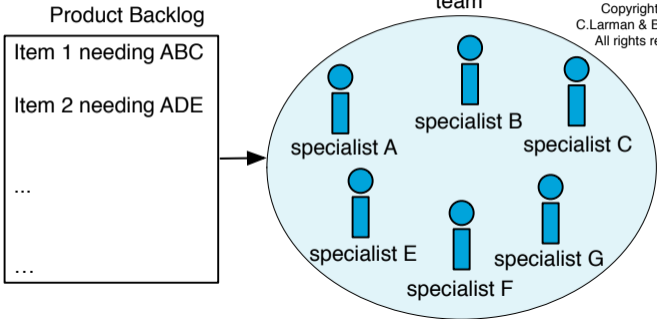 Product Backlog
team
Copyright
C.Larman & B
All rights re
Item 1 needing ABC
Item 2 needing ADE
...
...
specialist A
specialist B
specialist C
specialist E
specialist F
specialist G